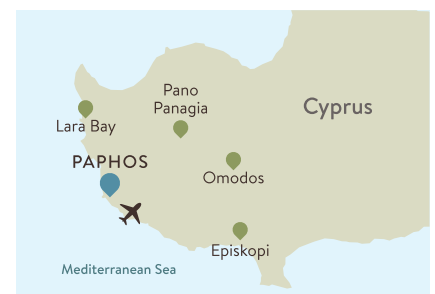 Pano
Panagia
Cyprus
Lara Bay
PAPHOS
Omodos
Episkopi
Mediterranean Sea